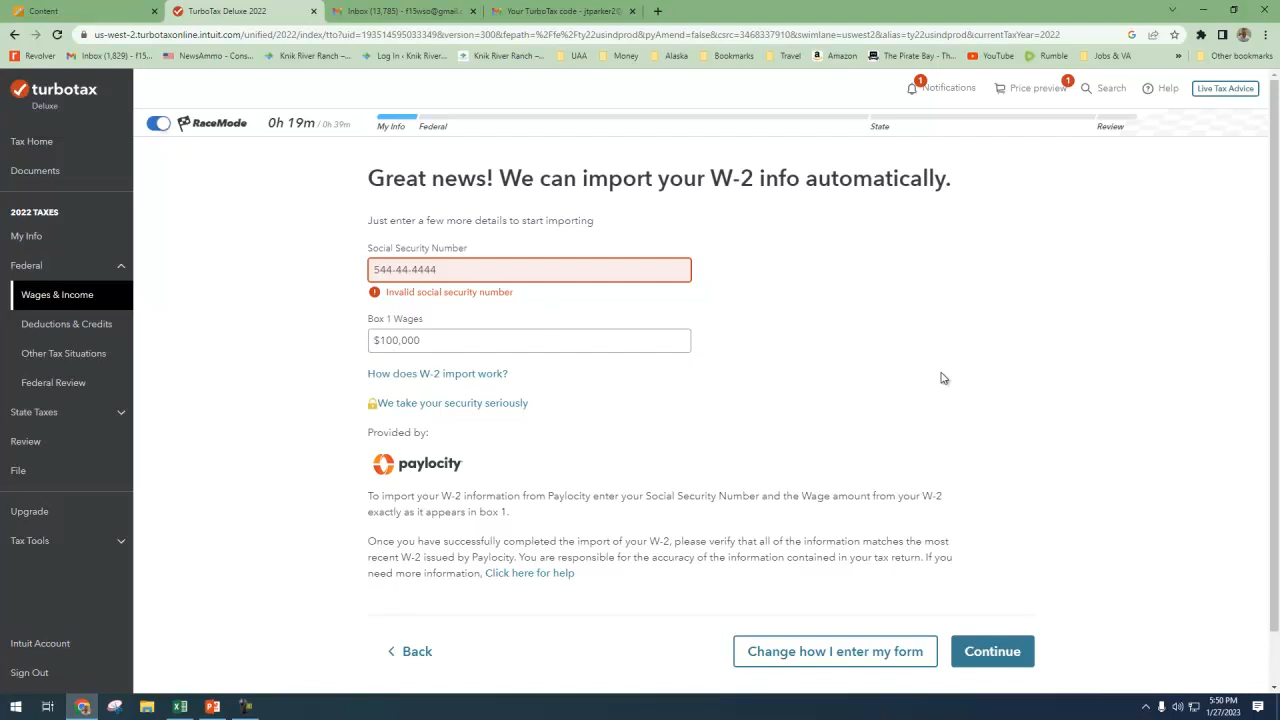 Content
TurboTax Deluxe 2022
Inbox (13,785) - f15wso@gmail.c
Your TurboTax code - jtparker2@
us-west-2.turbotaxonline.intuit.com/unified/2022/index/tto?uid=193514595033349&version=300&fepath=%2Ffe%2Fty22usindprod&pyAmend=false&csrc=3468337910&swimlane=uswest2&alias=ty22usindprod&currentTaxYear=2022
Revolver
NewsAmmo - Given...
Knik River Ranch - C...
Log In ‹ Knik River...
Knik River Ranch
UAA
Money
Alaska
Bookmarks
Travel
Amazon
The Pirate Bay - Th...
YouTube
Rumble
Jobs & VA
»
Other bookmarks
turbotax
Deluxe
1
Notifications
Price preview
1
Search
Help
Live Tax Advice
RaceMode
0h 19m / 0h 39m
My Info
Federal
State
Review
Tax Home
Documents
2022 TAXES
My Info
Federal
Wages & Income
Deductions & Credits
Other Tax Situations
Federal Review
State Taxes
Review
File
Upgrade
Tax Tools
Intuit Account
Sign Out
Great news! We can import your W-2 info automatically.
Just enter a few more details to start importing
Social Security Number
544-44-4444
Invalid social security number
Box 1 Wages
$100,000
How does W-2 import work?
We take your security seriously
Provided by:
paylocity
To import your W-2 information from Paylocity enter your Social Security Number and the Wage amount from your W-2
exactly as it appears in box 1.
Once you have successfully completed the import of your W-2, please verify that all of the information matches the most
recent W-2 issued by Paylocity. You are responsible for the accuracy of the information contained in your tax return. If you
need more information, Click here for help
Back
Change how I enter my form
Continue
5:50 PM
1/27/2023